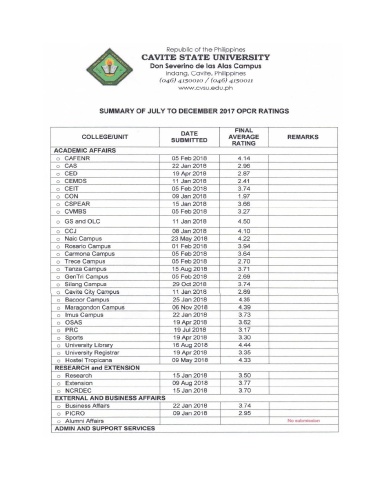 Republic of the Philippines
CAVITE STATE UNIVERSITY
Don Severino de las Alas Campus
Indang, Cavite, Philippines
(046) 4150010 / (046) 4150011
www.cvsu.edu.ph
SUMMARY OF JULY TO DECEMBER 2017 OPCR RATINGS
COLLEGE/UNIT DATE SUBMITTED FINAL AVERAGE RATING REMARKS
ACADEMIC AFFAIRS
o CAFENR 05 Feb 2018 4.14
o CAS 22 Jan 2018 2.96
o CED 19 Apr 2018 2.87
o CEMDS 11 Jan 2018 2.41
o CEIT 05 Feb 2018 3.74
o CON 09 Jan 2018 1.97
o CSPEAR 15 Jan 2018 3.66
o CVMBS 05 Feb 2018 3.27
o GS and OLC 11 Jan 2018 4.50
o CCJ 08 Jan 2018 4.10
o Naic Campus 23 May 2018 4.22
o Rosario Campus 01 Feb 2018 3.94
o Carmona Campus 05 Feb 2018 3.64
o Trece Campus 05 Feb 2018 2.70
o Tanza Campus 15 Aug 2018 3.71
o GenTri Campus 05 Feb 2018 2.68
o Silang Campus 29 Oct 2018 3.74
o Cavite City Campus 11 Jan 2018 2.89
o Bacoor Campus 25 Jan 2018 4.35
o Maragondon Campus 06 Nov 2018 4.39
o Imus Campus 22 Jan 2018 3.73
o OSAS 19 Apr 2018 3.62
o PRC 19 Jul 2018 3.17
o Sports 19 Apr 2018 3.30
o University Library 16 Aug 2018 4.44
o University Registrar 19 Apr 2018 3.35
o Hostel Tropicana 09 May 2018 4.33
RESEARCH and EXTENSION
o Research 15 Jan 2018 3.50
o Extension 09 Aug 2018 3.77
o NCRDEC 15 Jan 2018 3.70
EXTERNAL AND BUSINESS AFFAIRS
o Business Affairs 22 Jan 2018 3.74
o PICRO 09 Jan 2018 2.95
o Alumni Affairs No submission
ADMIN AND SUPPORT SERVICES